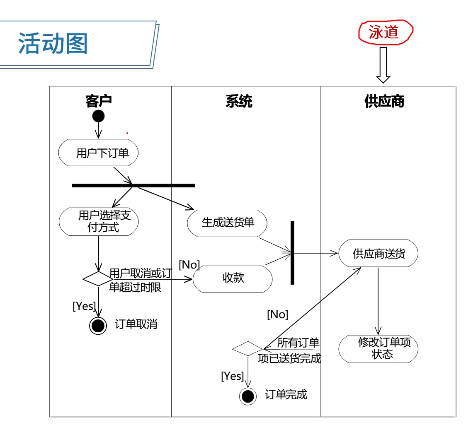 活动图
泳道
客户
系统
供应商
用户下订单
用户选择支
付方式
生成送货单
用户取消或订
单超过时限
[No]
收款
供应商送货
[Yes]
订单取消
[No]
所有订单
项已送货完成
修改订单项
状态
[Yes]
订单完成